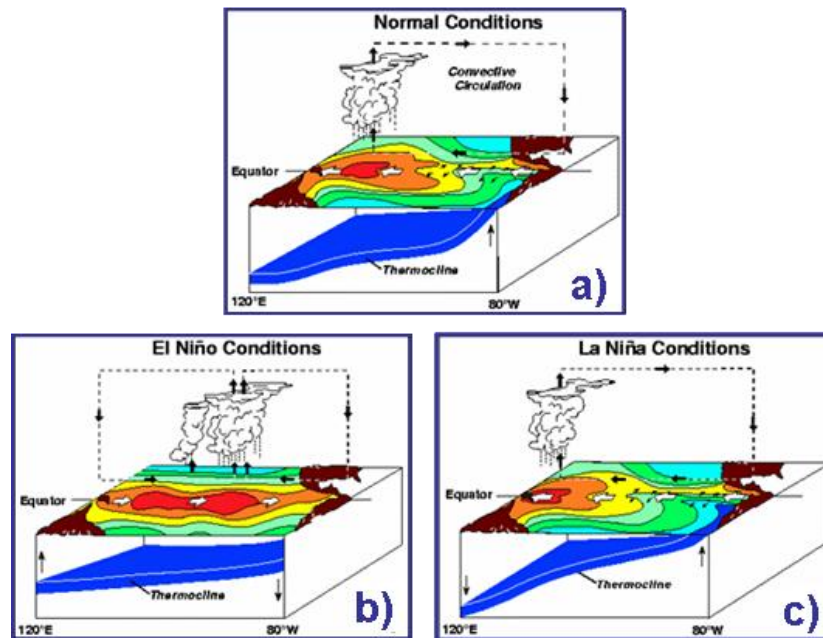 Normal Conditions
Convective
Circulation
Equator
Thermocline
120°E
80°W
a)
El Niño Conditions
Equator
Thermocline
120°E
80°W
b)
La Niña Conditions
Equator
Thermocline
120°E
80°W
c)